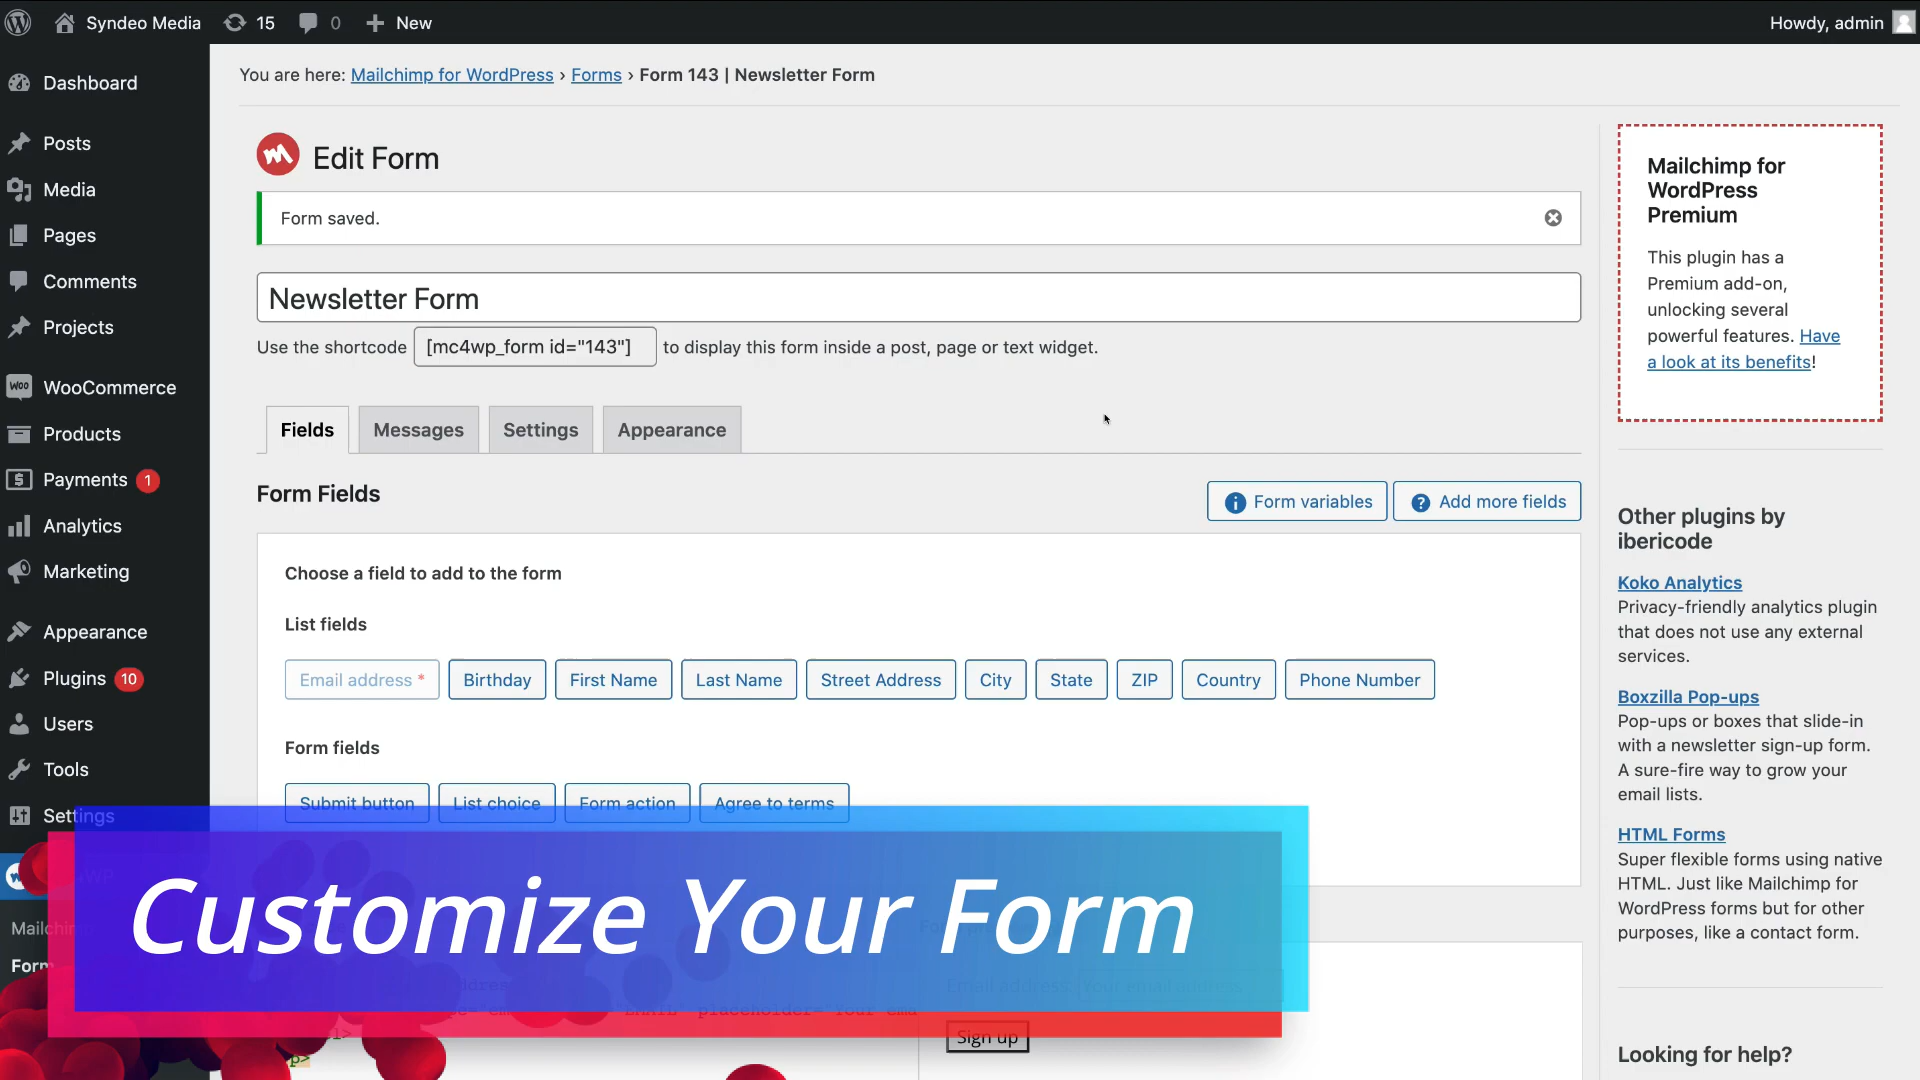 Syndeo Media
15
0
New
Howdy, admin
Dashboard
Posts
Media
Pages
Comments
Projects
WOO
WooCommerce
Products
Payments 1
Analytics
Marketing
Appearance
Plugins 10
Users
Tools
Settings
Mailchimp
Form
You are here: Mailchimp for WordPress › Forms › Form 143 | Newsletter Form
Edit Form
Form saved.
Newsletter Form
Use the shortcode [mc4wp_form id="143"] to display this form inside a post, page or text widget.
Fields
Messages
Settings
Appearance
Form Fields
Form variables
Add more fields
Choose a field to add to the form
List fields
Email address *
Birthday
First Name
Last Name
Street Address
City
State
ZIP
Country
Phone Number
Form fields
Submit button
List choice
Form action
Agree to terms
Customize Your Form
Email address: Your email address
placeholder="Your ema
Sign up
Mailchimp for
WordPress
Premium
This plugin has a
Premium add-on,
unlocking several
powerful features. Have
a look at its benefits!
Other plugins by
ibericode
Koko Analytics
Privacy-friendly analytics plugin
that does not use any external
services.
Boxzilla Pop-ups
Pop-ups or boxes that slide-in
with a newsletter sign-up form.
A sure-fire way to grow your
email lists.
HTML Forms
Super flexible forms using native
HTML. Just like Mailchimp for
WordPress forms but for other
purposes, like a contact form.
Looking for help?